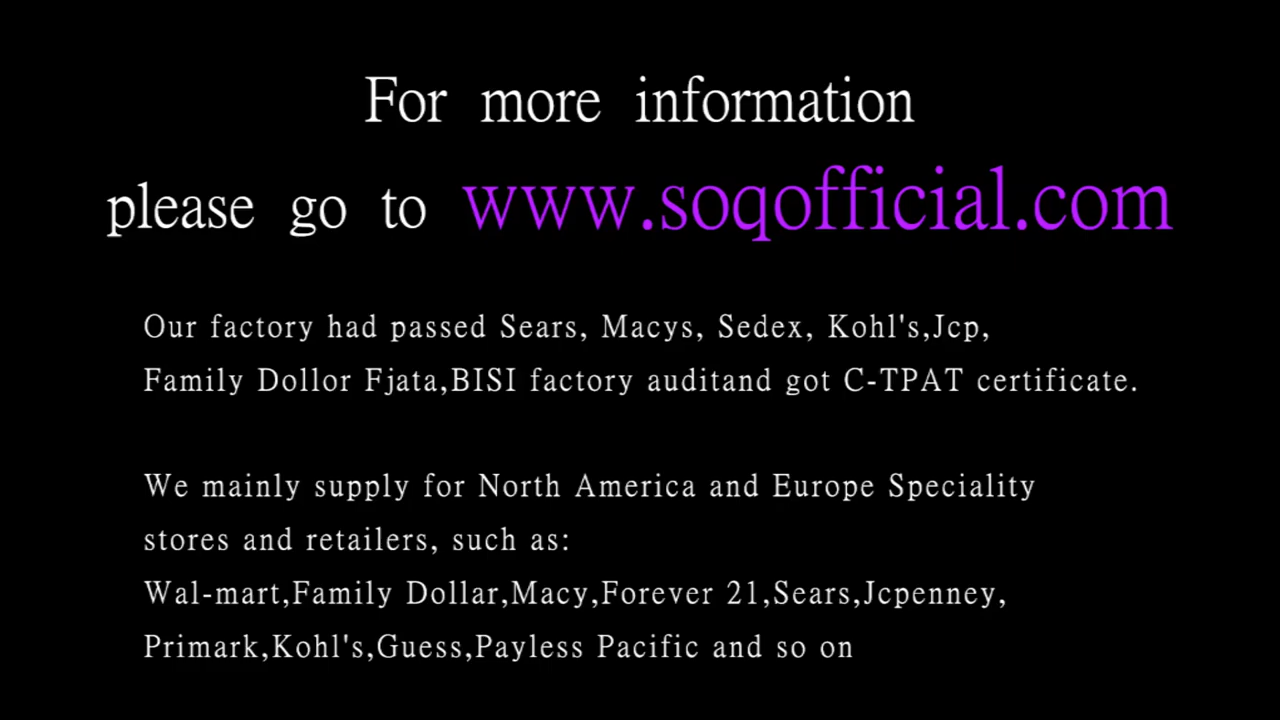 For more information
please go to www.soqofficial.com
Our factory had passed Sears, Macys, Sedex, Kohl's,Jcp,
Family Dollor Fjata,BISI factory auditand got C-TPAT certificate.
We mainly supply for North America and Europe Speciality
stores and retailers, such as:
Wal-mart,Family Dollar,Macy,Forever 21,Sears,Jcpenney,
Primark,Kohl's,Guess,Payless Pacific and so on